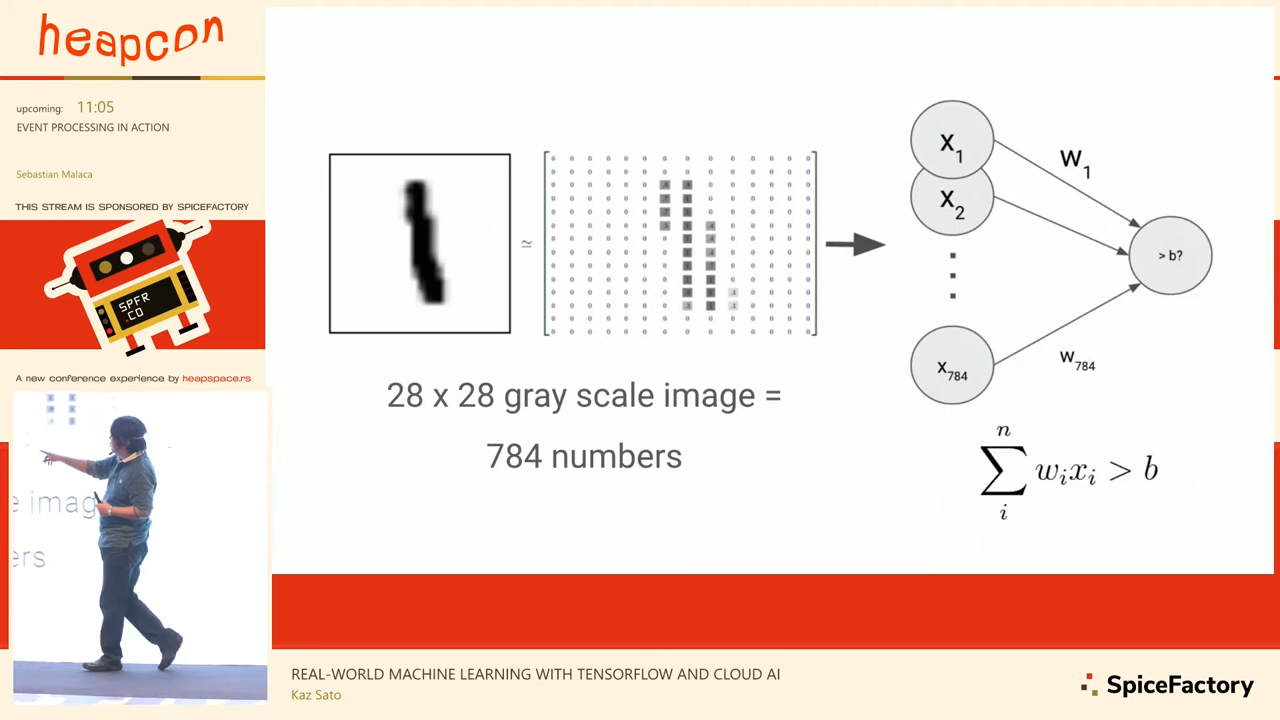 heapcon
upcoming: 11:05
EVENT PROCESSING IN ACTION
Sebastian Malaca
THIS STREAM IS SPONSORED BY SPICEFACTORY
SPFR
.CO
A new conference experience by heapspace.rs
e imag
ers
≃
28 x 28 gray scale image =
784 numbers
X1
X2
X784
W1
W784
> b?
n
∑ wixi > b
i
REAL-WORLD MACHINE LEARNING WITH TENSORFLOW AND CLOUD AI
Kaz Sato
SpiceFactory